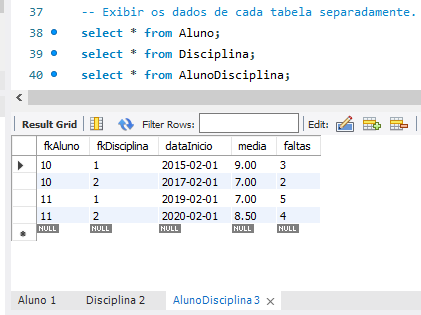 37 -- Exibir os dados de cada tabela separadamente.
38 select * from Aluno;
39 select * from Disciplina;
40 select * from AlunoDisciplina;
Result Grid Filter Rows: Edit:
fkAluno fkDisciplina dataInicio media faltas
10 1 2015-02-01 9.00 3
10 2 2017-02-01 7.00 2
11 1 2019-02-01 7.00 5
11 2 2020-02-01 8.50 4
NULL NULL NULL NULL NULL
Aluno 1 Disciplina 2 AlunoDisciplina 3